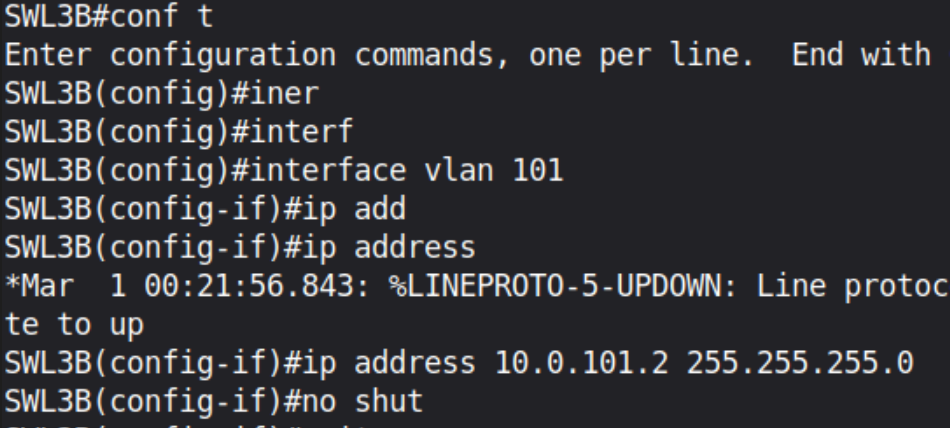 SWL3B#conf t
Enter configuration commands, one per line.  End with
SWL3B(config)#iner
SWL3B(config)#interf
SWL3B(config)#interface vlan 101
SWL3B(config-if)#ip add
SWL3B(config-if)#ip address
*Mar  1 00:21:56.843: %LINEPROTO-5-UPDOWN: Line protoc
te to up
SWL3B(config-if)#ip address 10.0.101.2 255.255.255.0
SWL3B(config-if)#no shut